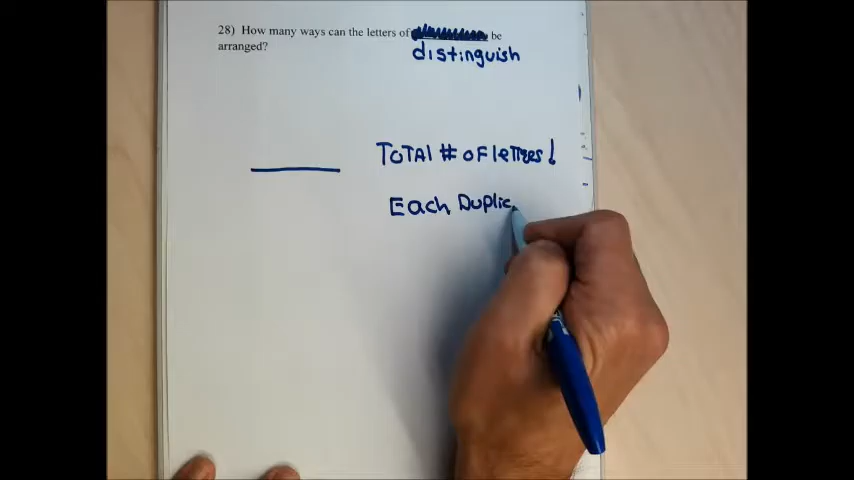 28) How many ways can the letters of be
arranged?
distinguish
TOTAl # oF letters!
Each Duplic